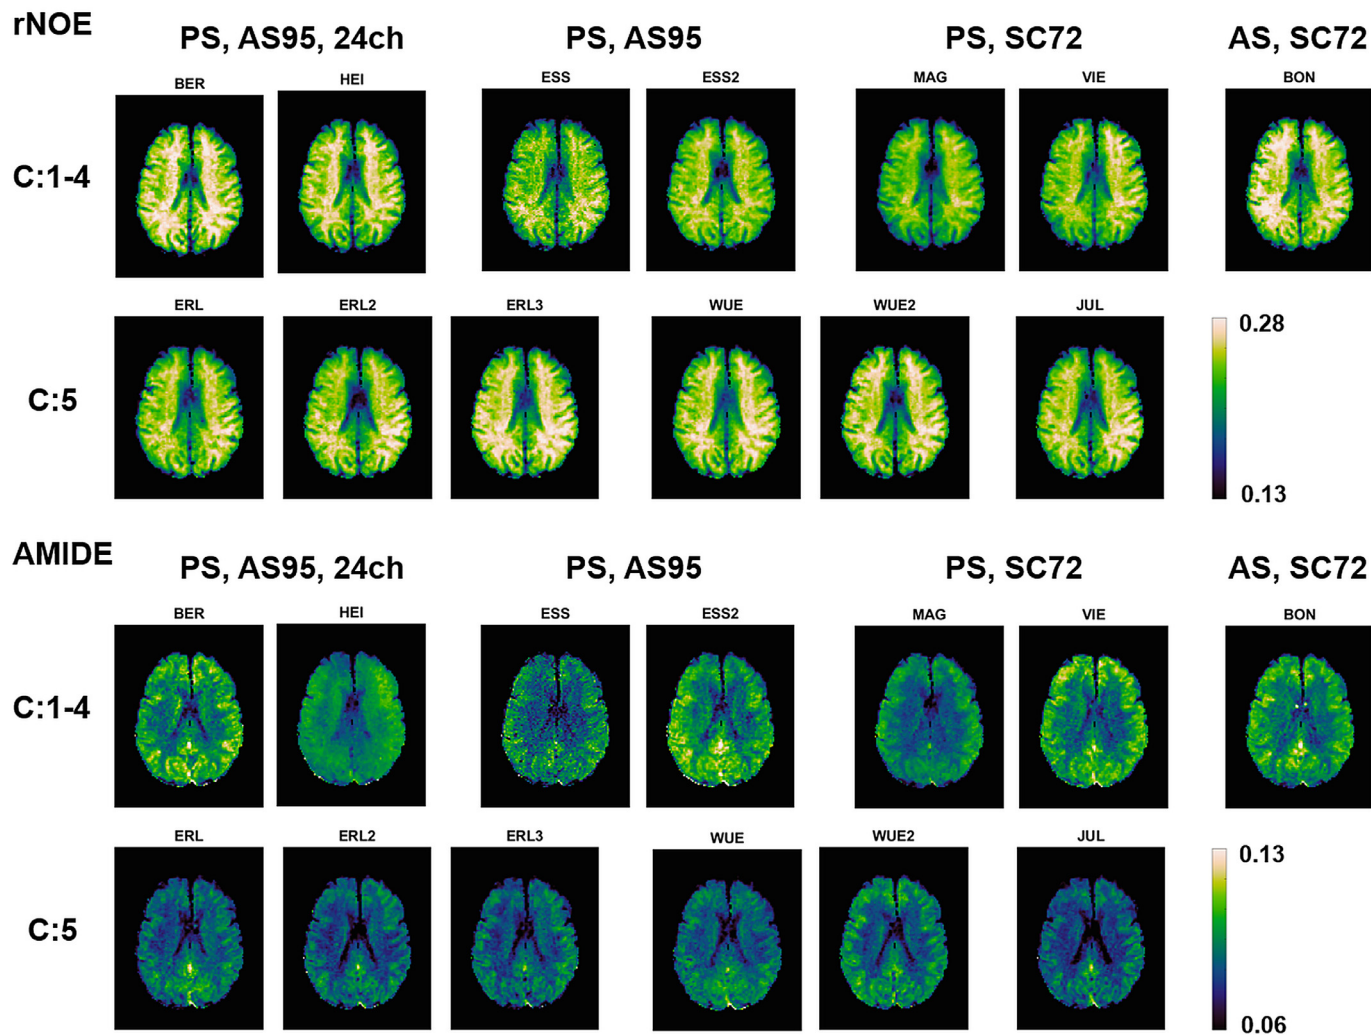 rNOE
PS, AS95, 24ch PS, AS95 PS, SC72 AS, SC72
BER HEI ESS ESS2 MAG VIE BON
C:1-4
ERL ERL2 ERL3 WUE WUE2 JUL
0.28
C:5
0.13
AMIDE
PS, AS95, 24ch PS, AS95 PS, SC72 AS, SC72
BER HEI ESS ESS2 MAG VIE BON
C:1-4
ERL ERL2 ERL3 WUE WUE2 JUL
0.13
C:5
0.06